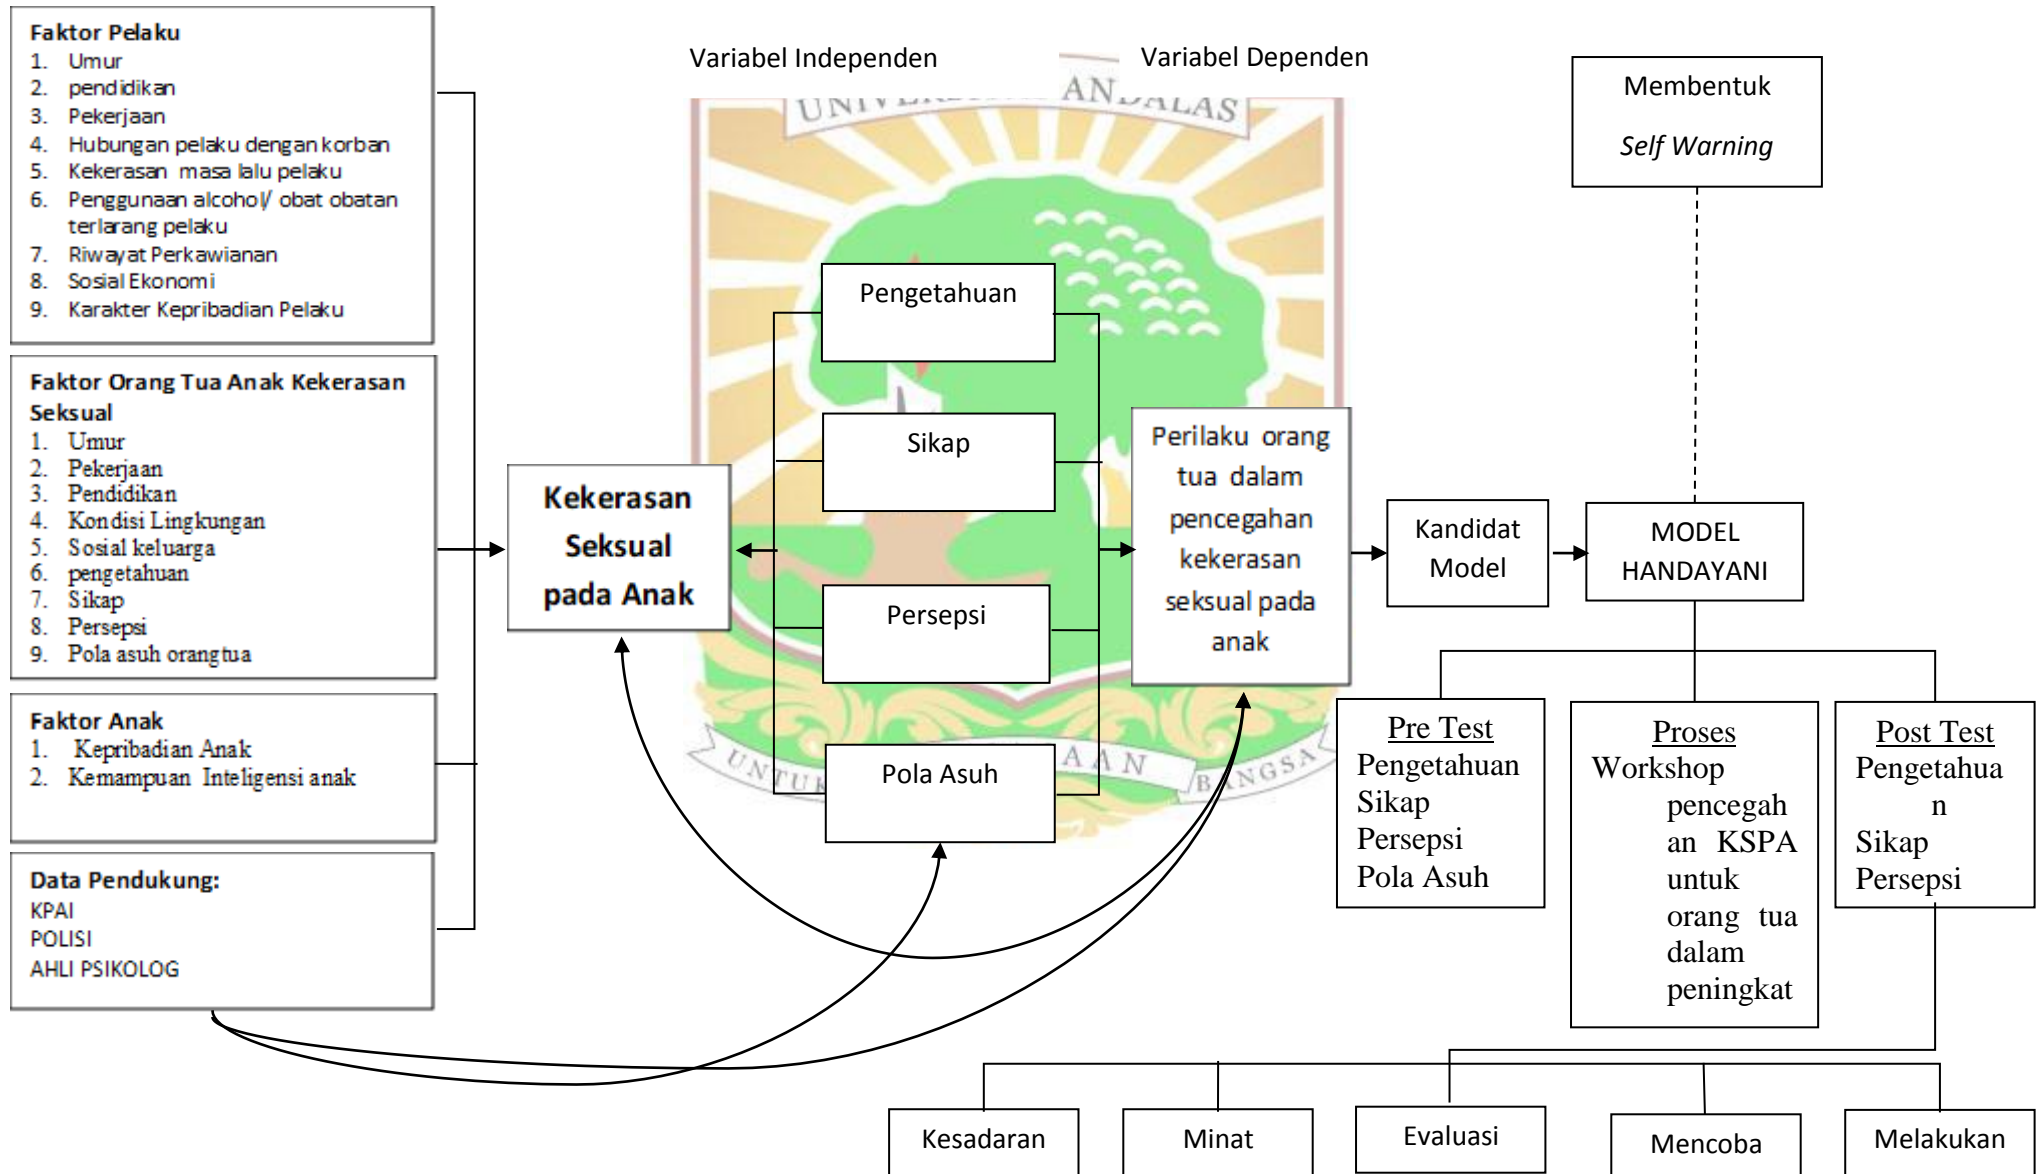 Faktor Pelaku
1. Umur
2. pendidikan
3. Pekerjaan
4. Hubungan pelaku dengan korban
5. Kekerasan masa lalu pelaku
6. Penggunaan alcohol/ obat obatan
terlarang pelaku
7. Riwayat Perkawianan
8. Sosial Ekonomi
9. Karakter Kepribadian Pelaku
Faktor Orang Tua Anak Kekerasan
Seksual
1. Umur
2. Pekerjaan
3. Pendidikan
4. Kondisi Lingkungan
5. Sosial keluarga
6. pengetahuan
7. Sikap
8. Persepsi
9. Pola asuh orangtua
Faktor Anak
1. Kepribadian Anak
2. Kemampuan Inteligensi anak
Data Pendukung:
KPAI
POLISI
AHLI PSIKOLOG
Kekerasan
Seksual
pada Anak
Variabel Independen
Variabel Dependen
ANDALAS
Pengetahuan
Sikap
Persepsi
Pola Asuh
BANGSA
Perilaku orang
tua dalam
pencegahan
kekerasan
seksual pada
anak
Kandidat
Model
Membentuk
Self Warning
MODEL
HANDAYANI
Pre Test
Pengetahuan
Sikap
Persepsi
Pola Asuh
Proses
Workshop
pencegah
an KSPA
untuk
orang tua
dalam
peningkat
Post Test
Pengetahua
n
Sikap
Persepsi
Kesadaran
Minat
Evaluasi
Mencoba
Melakukan